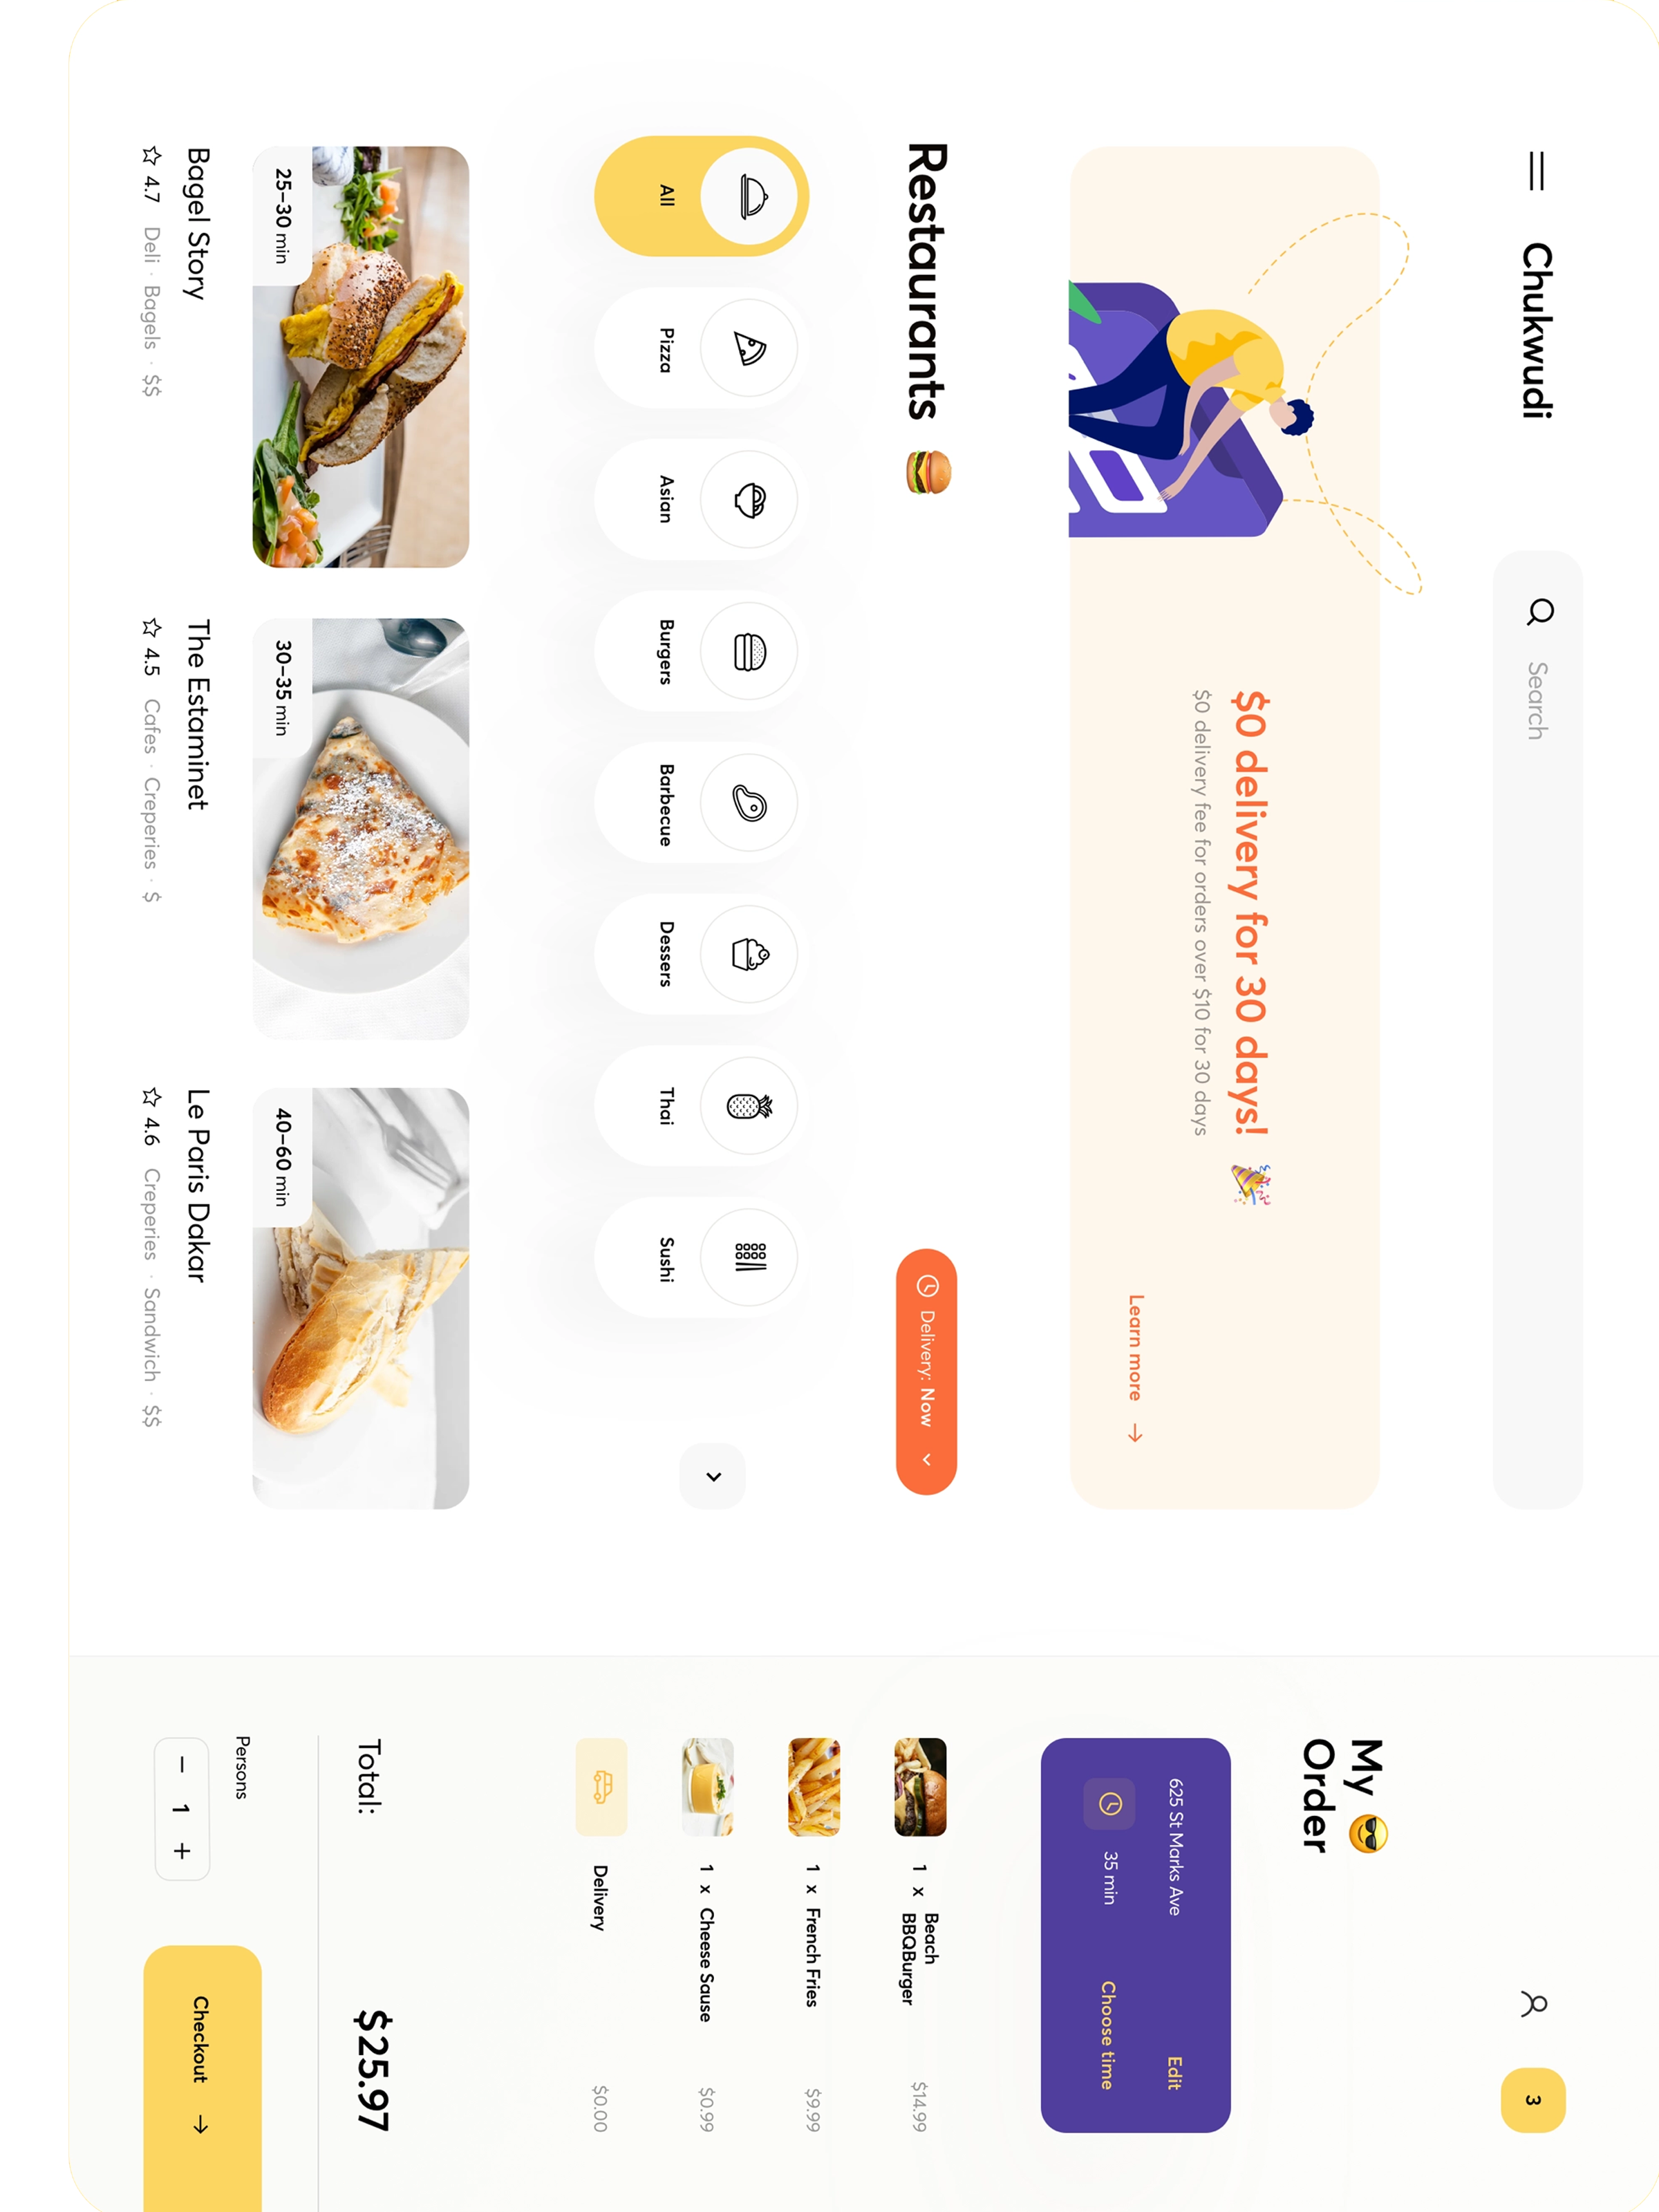 Chukwudi
Search
3
$0 delivery for 30 days! 🎉
$0 delivery fee for orders over $10 for 30 days
Learn more →
Restaurants 🍔
Delivery: Now
All
Pizza
Asian
Burgers
Barbecue
Dessers
Thai
Sushi
25–30 min
Bagel Story
4.7 Deli · Bagels · $$
30–35 min
The Estaminet
4.5 Cafes · Creperies · $
40–60 min
Le Paris Dakar
4.6 Creperies · Sandwich · $$
My 😎
Order
625 St Marks Ave Edit
35 min Choose time
1 x Beach
BBQBurger $14.99
1 x French Fries $9.99
1 x Cheese Sause $0.99
Delivery $0.00
Total: $25.97
Persons
− 1 +
Checkout →